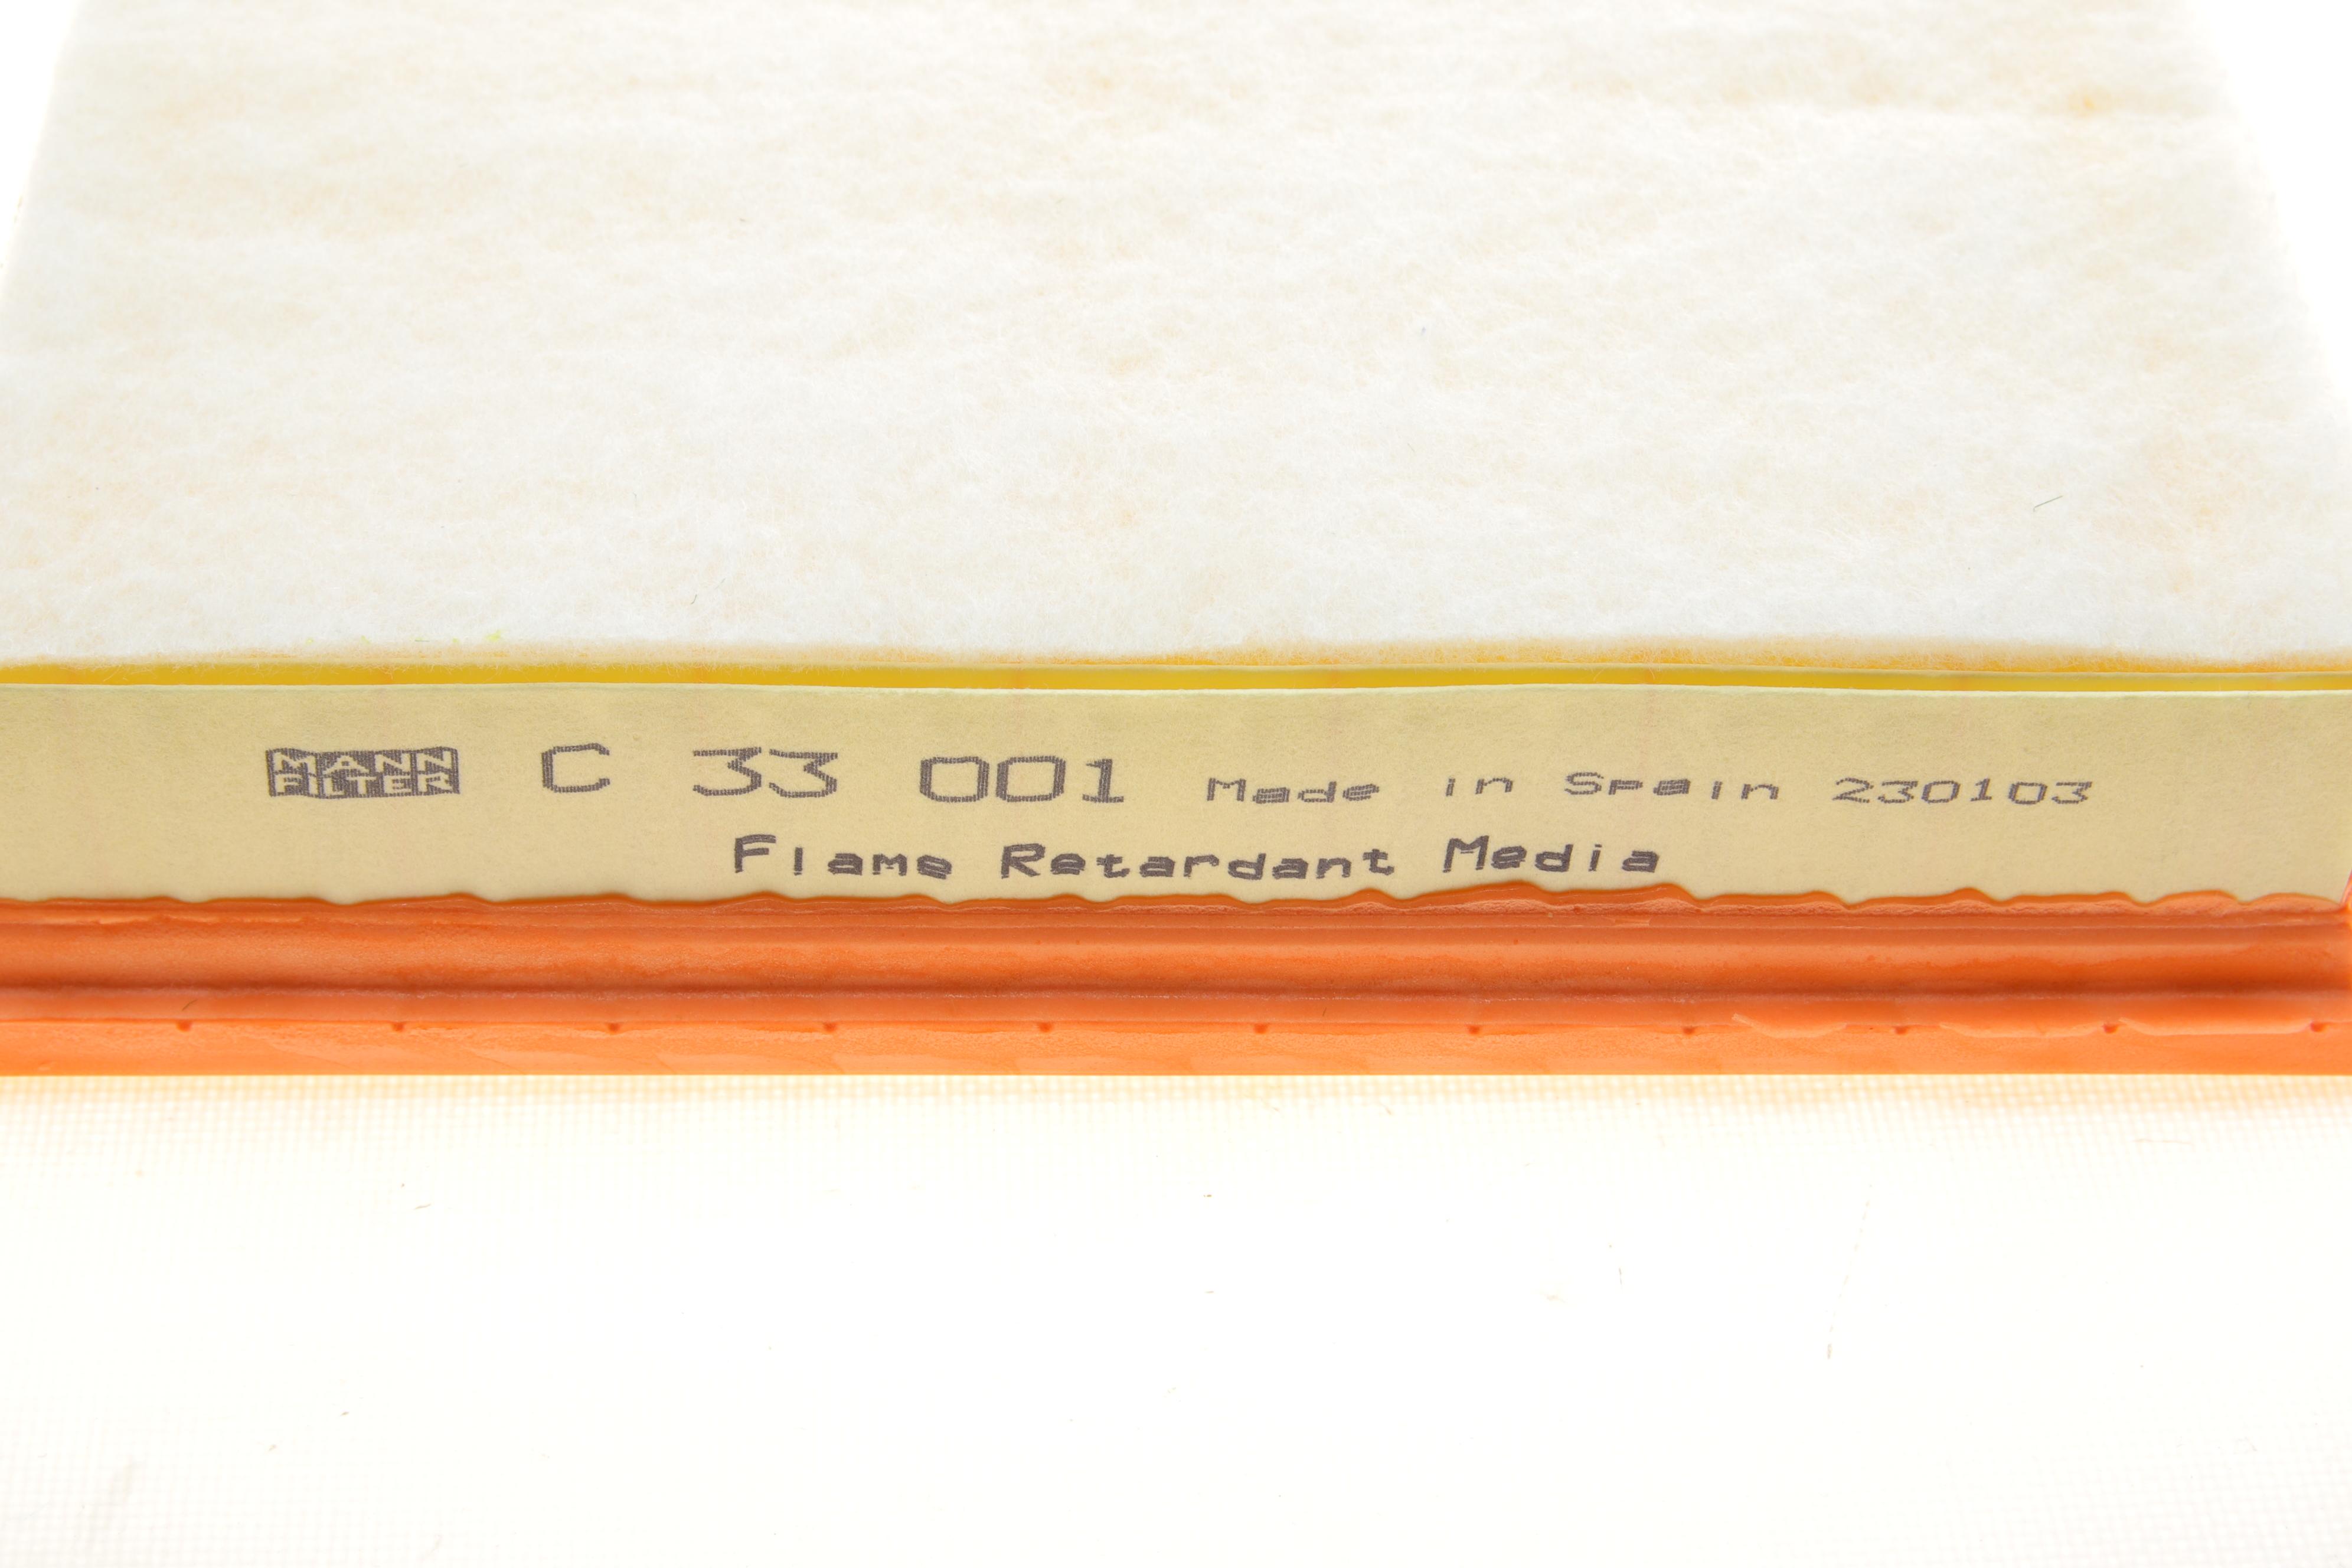 MANN FILTER C 33 001 Made in Spain 230103
Flame Retardant Media